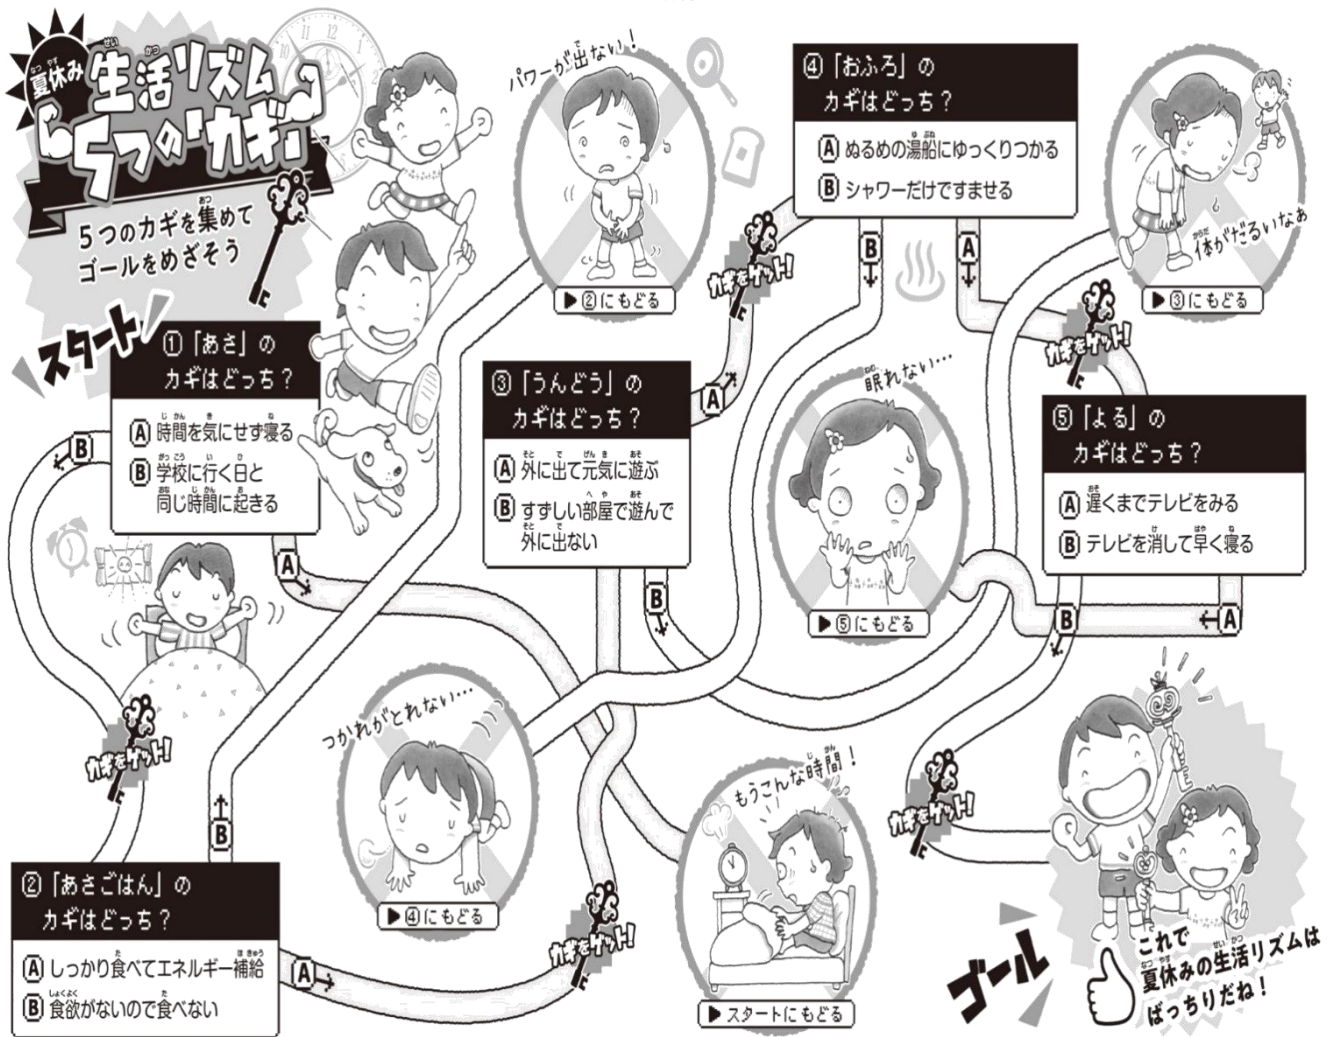 夏休み
生活リズム
5つのカギ
5つのカギを集めて
ゴールをめざそう
スタート
①「あさ」の
カギはどっち？
Ⓐ 時間を気にせず寝る
Ⓑ 学校に行く日と
同じ時間に起きる
B
A
カギをゲット！
②「あさごはん」の
カギはどっち？
Ⓐ しっかり食べてエネルギー補給
Ⓑ 食欲がないので食べない
B
A
カギをゲット！
パワーが出ない！
▶②にもどる
③「うんどう」の
カギはどっち？
Ⓐ 外に出て元気に遊ぶ
Ⓑ すずしい部屋で遊んで
外に出ない
A
B
カギをゲット！
④「おふろ」の
カギはどっち？
Ⓐ ぬるめの湯船にゆっくりつかる
Ⓑ シャワーだけですませる
B
A
カギをゲット！
体がだるいなぁ
▶③にもどる
眠れない…
▶⑤にもどる
⑤「よる」の
カギはどっち？
Ⓐ 遅くまでテレビをみる
Ⓑ テレビを消して早く寝る
B
A
カギをゲット！
つかれがとれない…
▶④にもどる
もうこんな時間！
▶スタートにもどる
ゴール
これで
夏休みの生活リズムは
ばっちりだね！